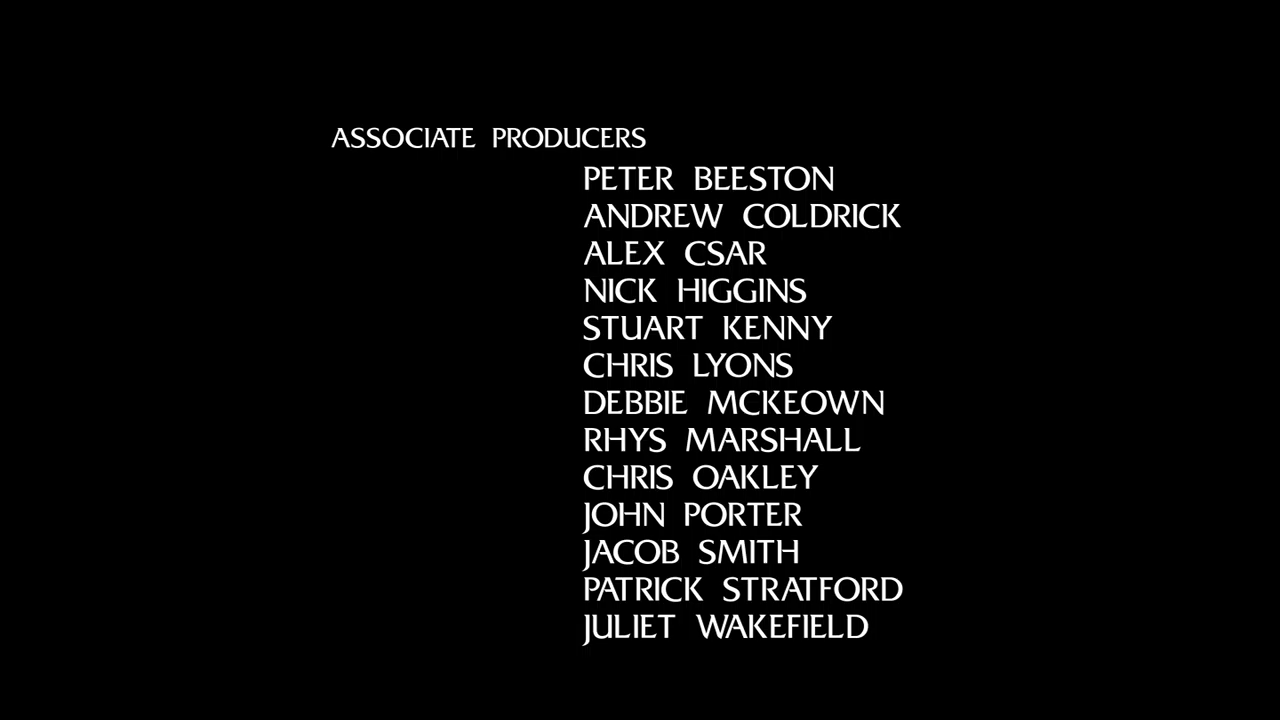 ASSOCIATE PRODUCERS
PETER BEESTON
ANDREW COLDRICK
ALEX CSAR
NICK HIGGINS
STUART KENNY
CHRIS LYONS
DEBBIE MCKEOWN
RHYS MARSHALL
CHRIS OAKLEY
JOHN PORTER
JACOB SMITH
PATRICK STRATFORD
JULIET WAKEFIELD